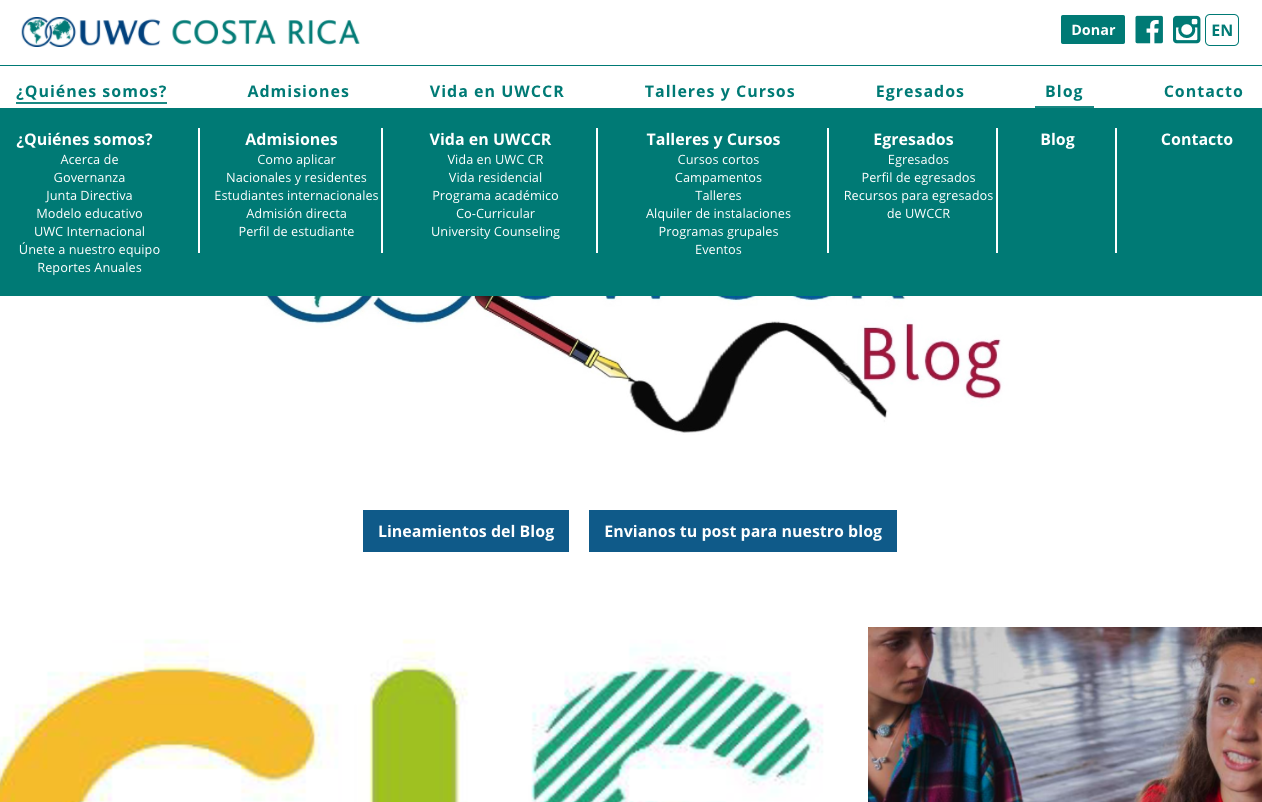 UWC COSTA RICA
Donar
EN
¿Quiénes somos? Admisiones Vida en UWCCR Talleres y Cursos Egresados Blog Contacto
¿Quiénes somos?
Acerca de
Governanza
Junta Directiva
Modelo educativo
UWC Internacional
Únete a nuestro equipo
Reportes Anuales
Admisiones
Como aplicar
Nacionales y residentes
Estudiantes internacionales
Admisión directa
Perfil de estudiante
Vida en UWCCR
Vida en UWC CR
Vida residencial
Programa académico
Co-Curricular
University Counseling
Talleres y Cursos
Cursos cortos
Campamentos
Talleres
Alquiler de instalaciones
Programas grupales
Eventos
Egresados
Egresados
Perfil de egresados
Recursos para egresados
de UWCCR
Blog
Contacto
Blog
Lineamientos del Blog
Envianos tu post para nuestro blog